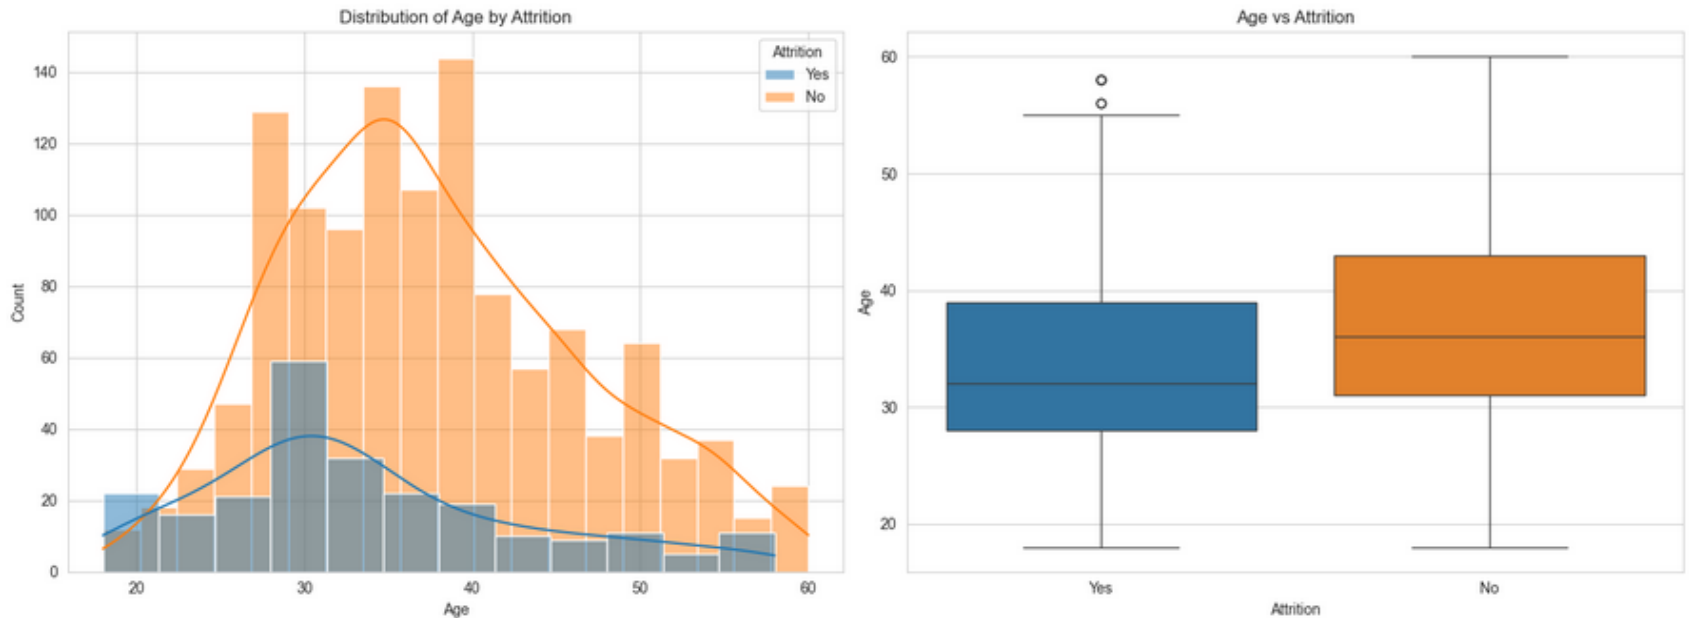 Distribution of Age by Attrition
Attrition
Yes
No
140
120
100
80
60
40
20
0
Count
20 30 40 50 60
Age
Age vs Attrition
60
50
40
30
20
Age
Yes No
Attrition